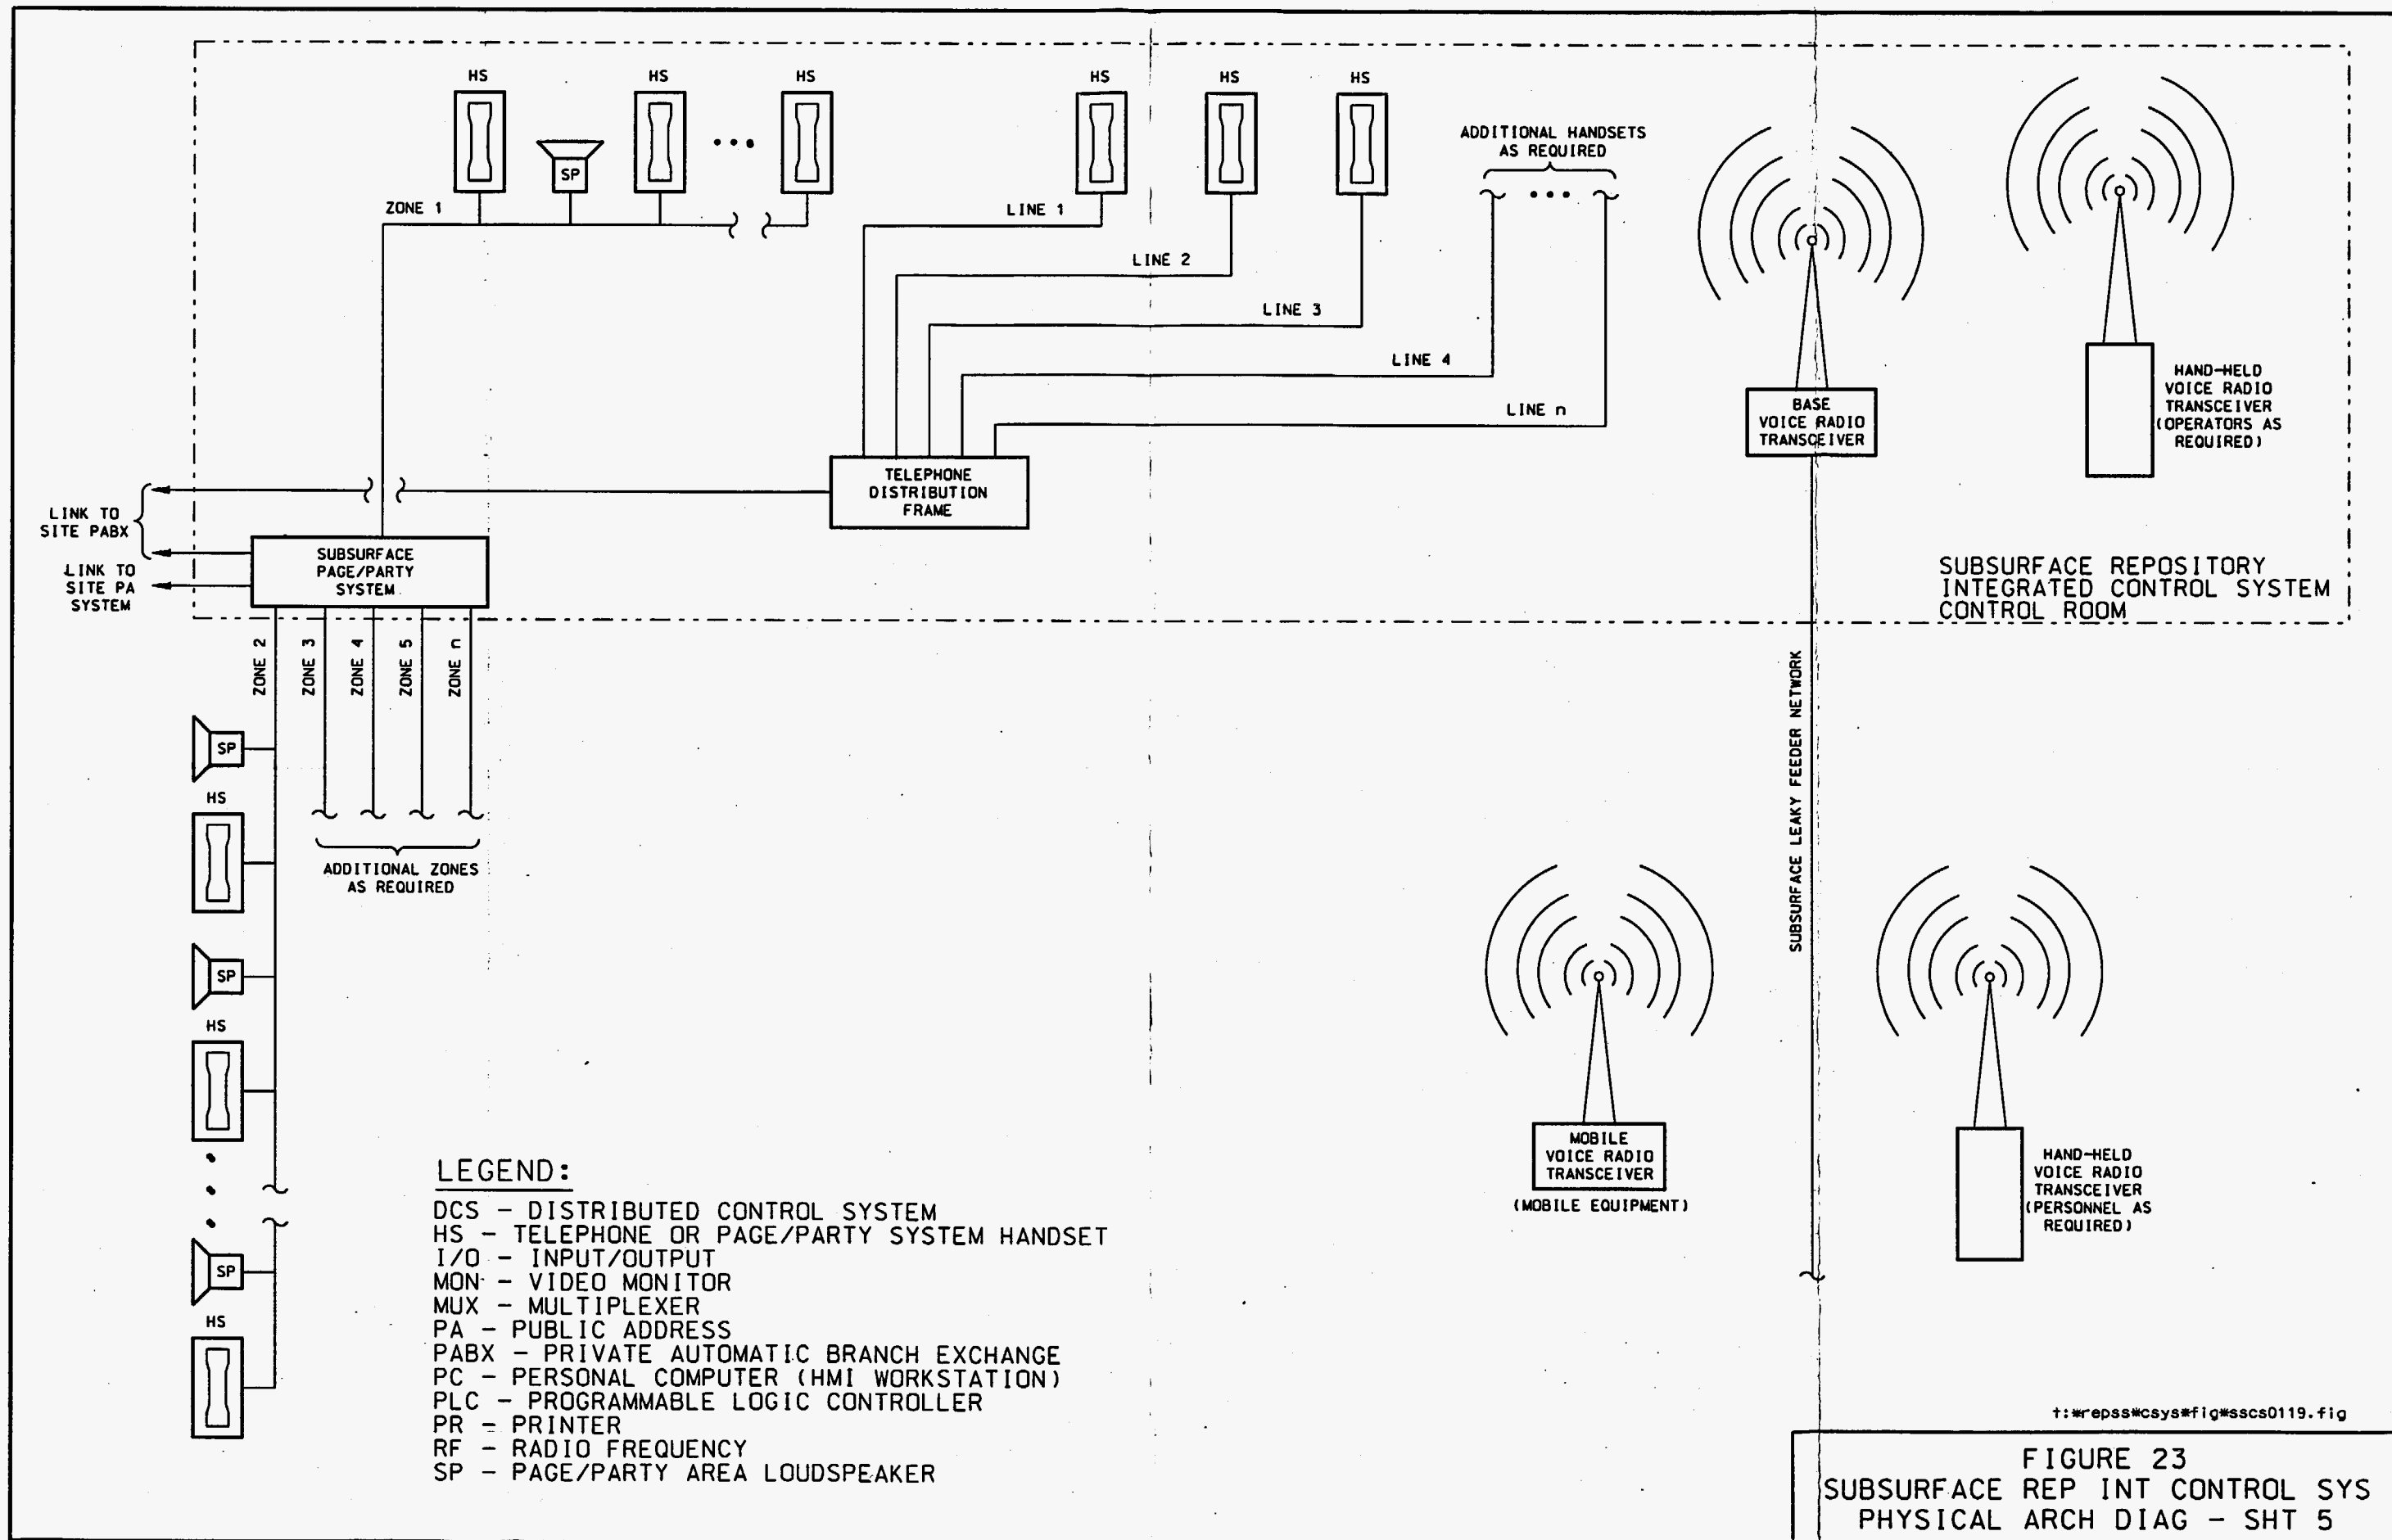 HS
HS
HS
SP
ZONE 1
HS
HS
HS
LINE 1
LINE 2
LINE 3
LINE 4
LINE n
ADDITIONAL HANDSETS
AS REQUIRED
TELEPHONE
DISTRIBUTION
FRAME
BASE
VOICE RADIO
TRANSCEIVER
HAND-HELD
VOICE RADIO
TRANSCEIVER
(OPERATORS AS
REQUIRED)
LINK TO
SITE PABX
LINK TO
SITE PA
SYSTEM
SUBSURFACE
PAGE/PARTY
SYSTEM
SUBSURFACE REPOSITORY
INTEGRATED CONTROL SYSTEM
CONTROL ROOM
ZONE 2
ZONE 3
ZONE 4
ZONE 5
ZONE n
ADDITIONAL ZONES
AS REQUIRED
SP
HS
SP
HS
SP
HS
SUBSURFACE LEAKY FEEDER NETWORK
MOBILE
VOICE RADIO
TRANSCEIVER
(MOBILE EQUIPMENT)
HAND-HELD
VOICE RADIO
TRANSCEIVER
(PERSONNEL AS
REQUIRED)
LEGEND:
DCS - DISTRIBUTED CONTROL SYSTEM
HS - TELEPHONE OR PAGE/PARTY SYSTEM HANDSET
I/O - INPUT/OUTPUT
MON - VIDEO MONITOR
MUX - MULTIPLEXER
PA - PUBLIC ADDRESS
PABX - PRIVATE AUTOMATIC BRANCH EXCHANGE
PC - PERSONAL COMPUTER (HMI WORKSTATION)
PLC - PROGRAMMABLE LOGIC CONTROLLER
PR - PRINTER
RF - RADIO FREQUENCY
SP - PAGE/PARTY AREA LOUDSPEAKER
t:*repss*csys*fig*sscs0119.fig
FIGURE 23
SUBSURFACE REP INT CONTROL SYS
PHYSICAL ARCH DIAG - SHT 5